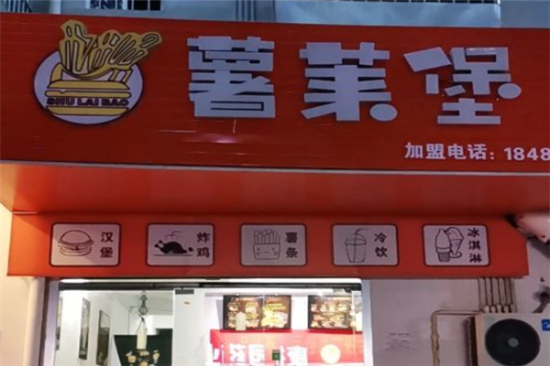 薯莱堡
SHU LAI BAO
加盟电话：1848
汉堡
炸鸡
薯条
冷饮
冰淇淋